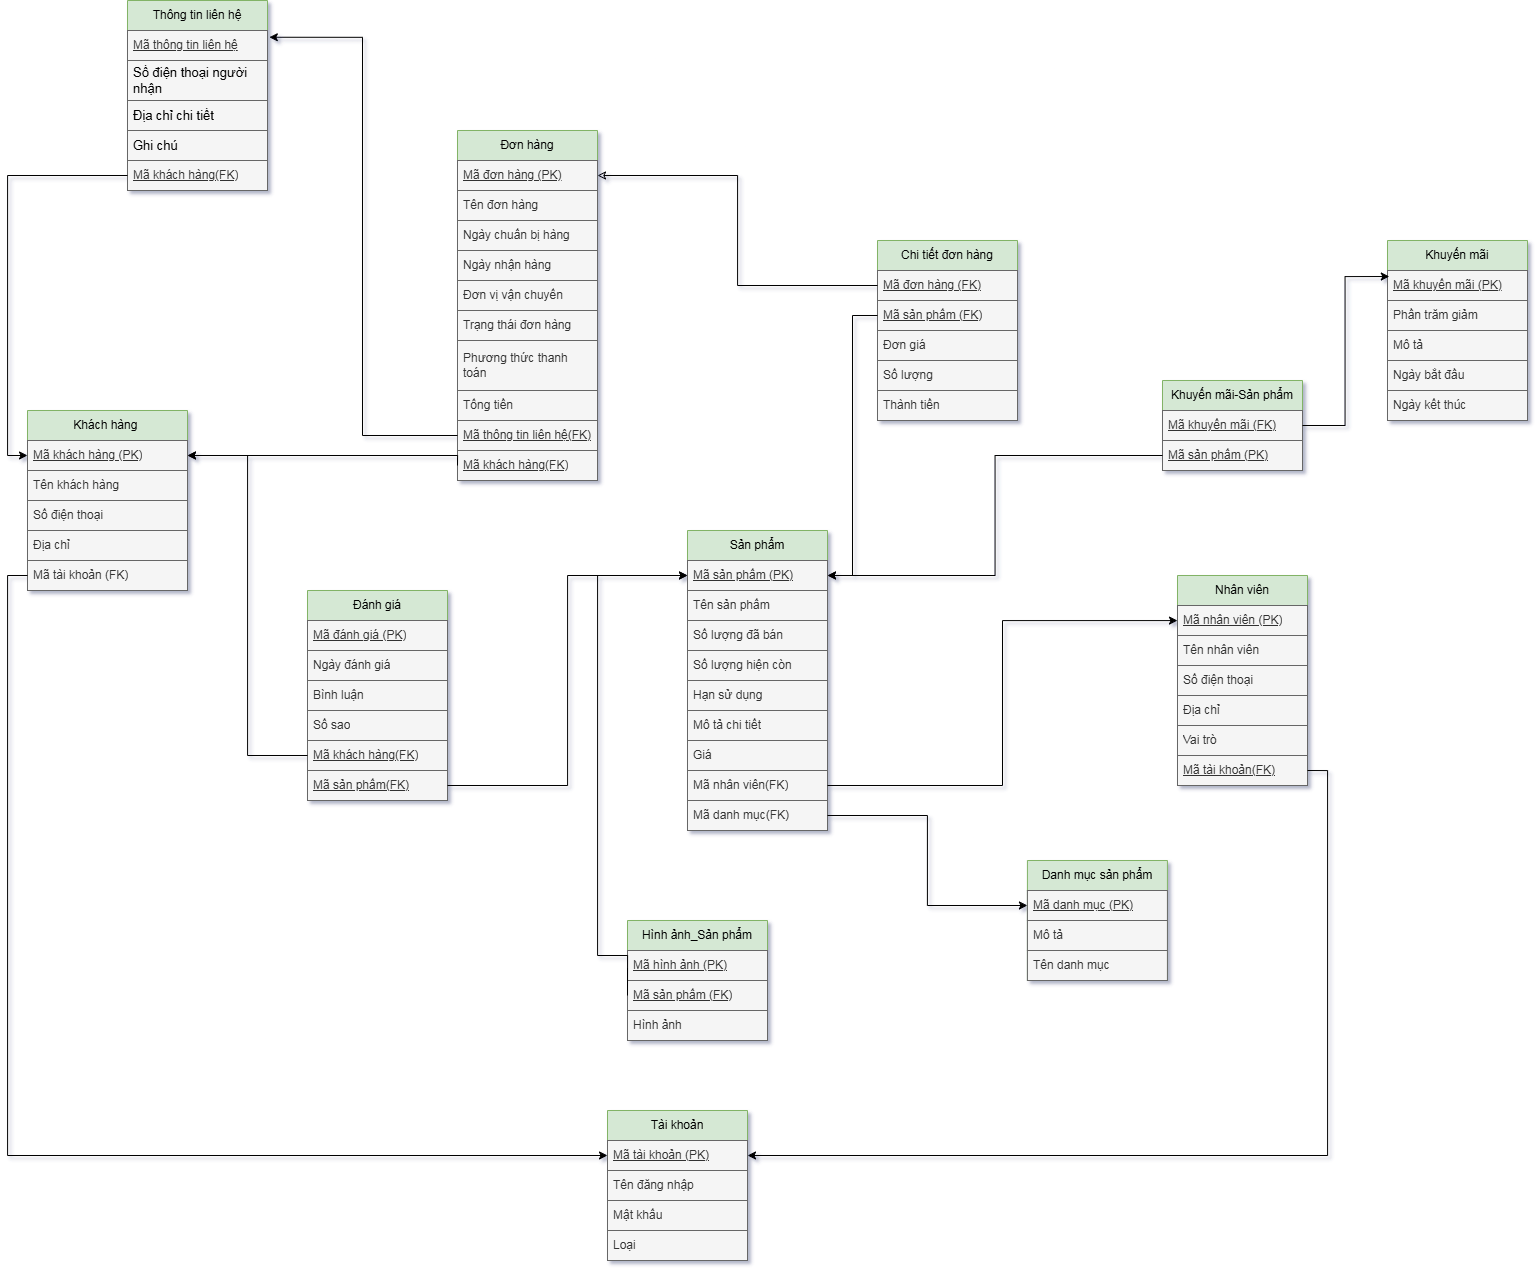 Thông tin liên hệ
Mã thông tin liên hệ
Số điện thoại người
nhận
Địa chỉ chi tiết
Ghi chú
Mã khách hàng(FK)
Đơn hàng
Mã đơn hàng (PK)
Tên đơn hàng
Ngày chuẩn bị hàng
Ngày nhận hàng
Đơn vị vận chuyển
Trạng thái đơn hàng
Phương thức thanh
toán
Tổng tiền
Mã thông tin liên hệ(FK)
Mã khách hàng(FK)
Chi tiết đơn hàng
Mã đơn hàng (FK)
Mã sản phẩm (FK)
Đơn giá
Số lượng
Thành tiền
Khuyến mãi
Mã khuyến mãi (PK)
Phần trăm giảm
Mô tả
Ngày bắt đầu
Ngày kết thúc
Khuyến mãi-Sản phẩm
Mã khuyến mãi (FK)
Mã sản phẩm (PK)
Khách hàng
Mã khách hàng (PK)
Tên khách hàng
Số điện thoại
Địa chỉ
Mã tài khoản (FK)
Đánh giá
Mã đánh giá (PK)
Ngày đánh giá
Bình luận
Số sao
Mã khách hàng(FK)
Mã sản phẩm(FK)
Sản phẩm
Mã sản phẩm (PK)
Tên sản phẩm
Số lượng đã bán
Số lượng hiện còn
Hạn sử dụng
Mô tả chi tiết
Giá
Mã nhân viên(FK)
Mã danh mục(FK)
Nhân viên
Mã nhân viên (PK)
Tên nhân viên
Số điện thoại
Địa chỉ
Vai trò
Mã tài khoản(FK)
Danh mục sản phẩm
Mã danh mục (PK)
Mô tả
Tên danh mục
Hình ảnh_Sản phẩm
Mã hình ảnh (PK)
Mã sản phẩm (FK)
Hình ảnh
Tài khoản
Mã tài khoản (PK)
Tên đăng nhập
Mật khẩu
Loại